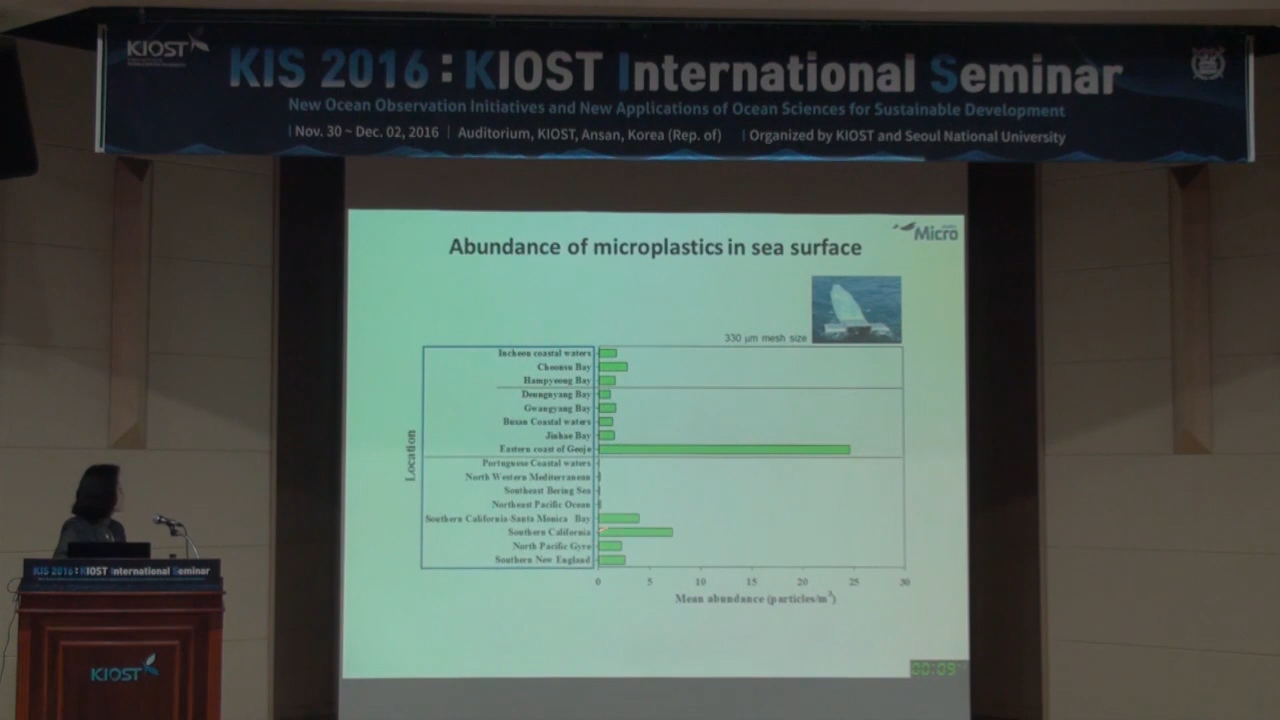 KIOST
KIS 2016 : KIOST International Seminar
New Ocean Observation Initiatives and New Applications of Ocean Sciences for Sustainable Development
Nov. 30 ~ Dec. 02, 2016 | Auditorium, KIOST, Ansan, Korea (Rep. of) | Organized by KIOST and Seoul National University
Micro
Abundance of microplastics in sea surface
330 μm mesh size
Incheon coastal waters
Cheonsu Bay
Hampyeong Bay
Deungnyang Bay
Gwangyang Bay
Busan Coastal waters
Jinhae Bay
Eastern coast of Geoje
Portuguese Coastal waters
North Western Mediterranean
Southeast Bering Sea
Northeast Pacific Ocean
Southern California-Santa Monica Bay
Southern California
North Pacific Gyre
Southern New England
Location
0 5 10 15 20 25 30
Mean abundance (particles/m³)
00:09
KIS 2016 : KIOST International Seminar
KIOST